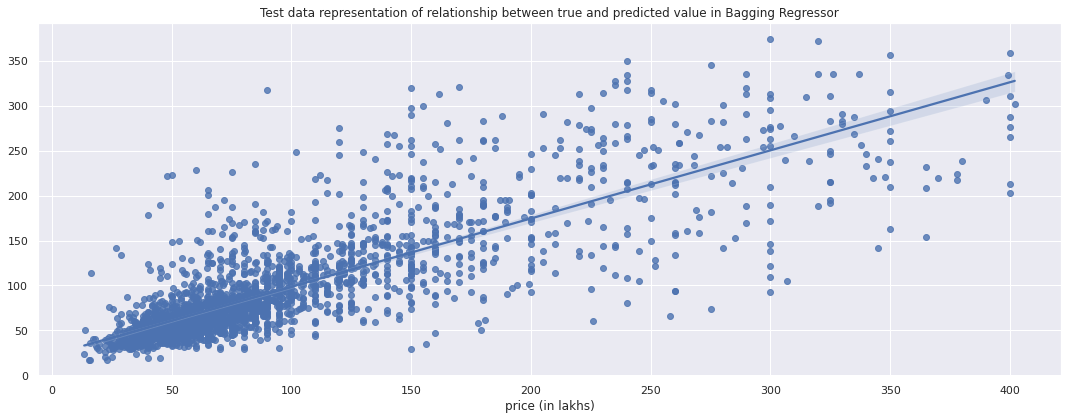 Test data representation of relationship between true and predicted value in Bagging Regressor
350
300
250
200
150
100
50
0
0 50 100 150 200 250 300 350 400
price (in lakhs)